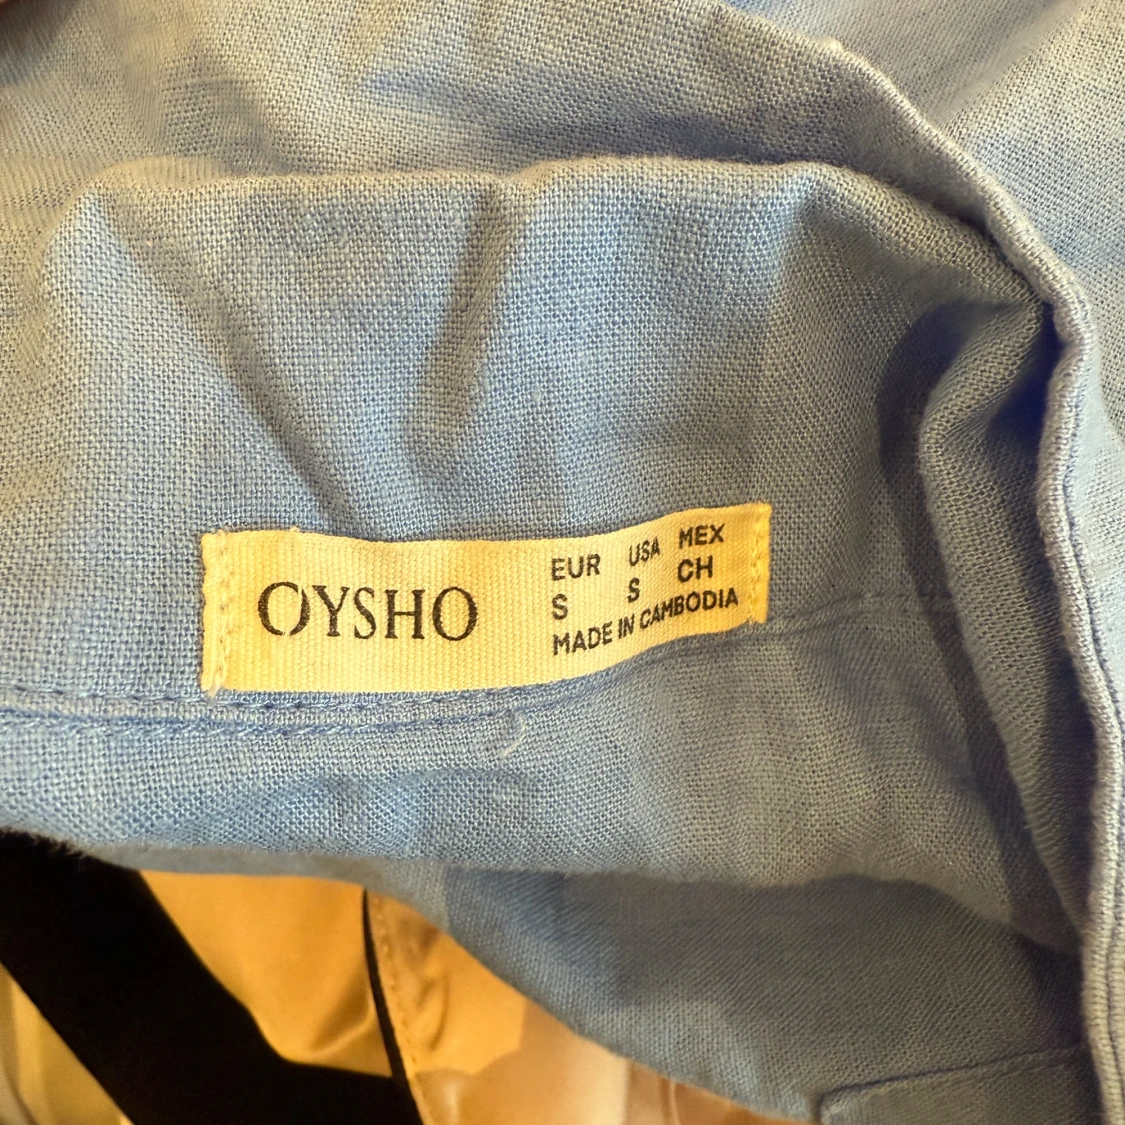 OYSHO
EUR USA MEX
S S CH
MADE IN CAMBODIA